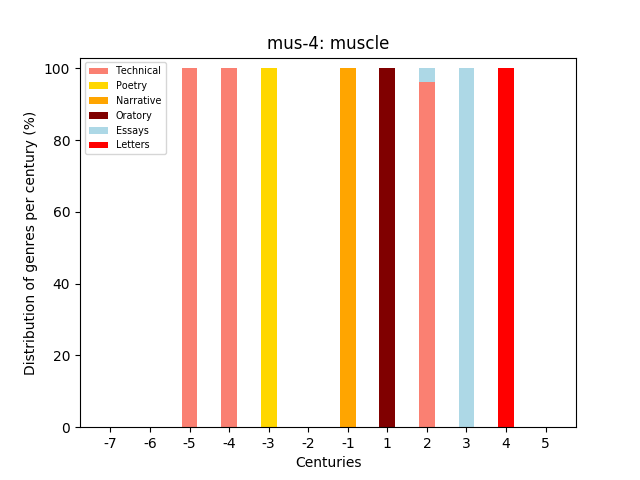 mus-4: muscle
Technical
Poetry
Narrative
Oratory
Essays
Letters
Distribution of genres per century (%)
100
80
60
40
20
0
-7 -6 -5 -4 -3 -2 -1 1 2 3 4 5
Centuries